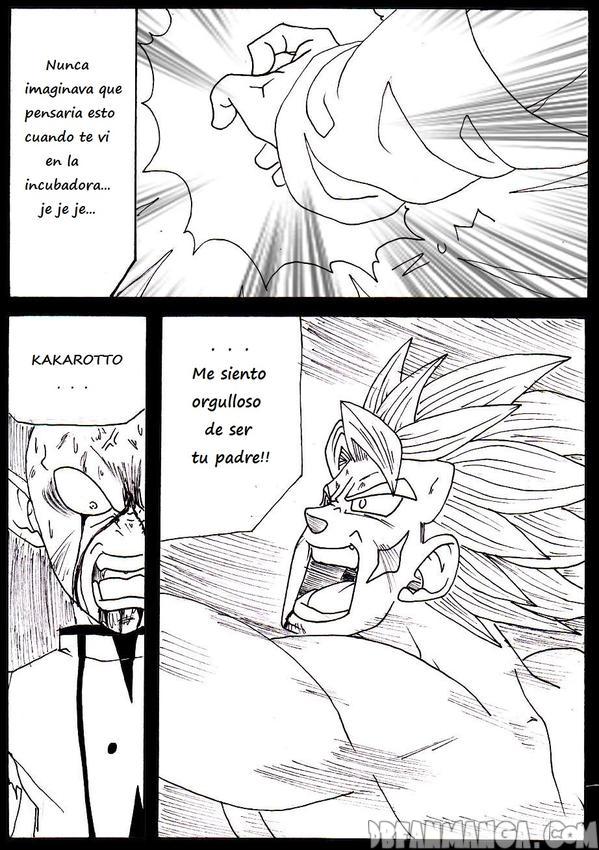 Nunca
imaginava que
pensaria esto
cuando te vi
en la
incubadora...
je je je...
KAKAROTTO
. . .
. . .
Me siento
orgulloso
de ser
tu padre!!
DBFANMANGA.COM